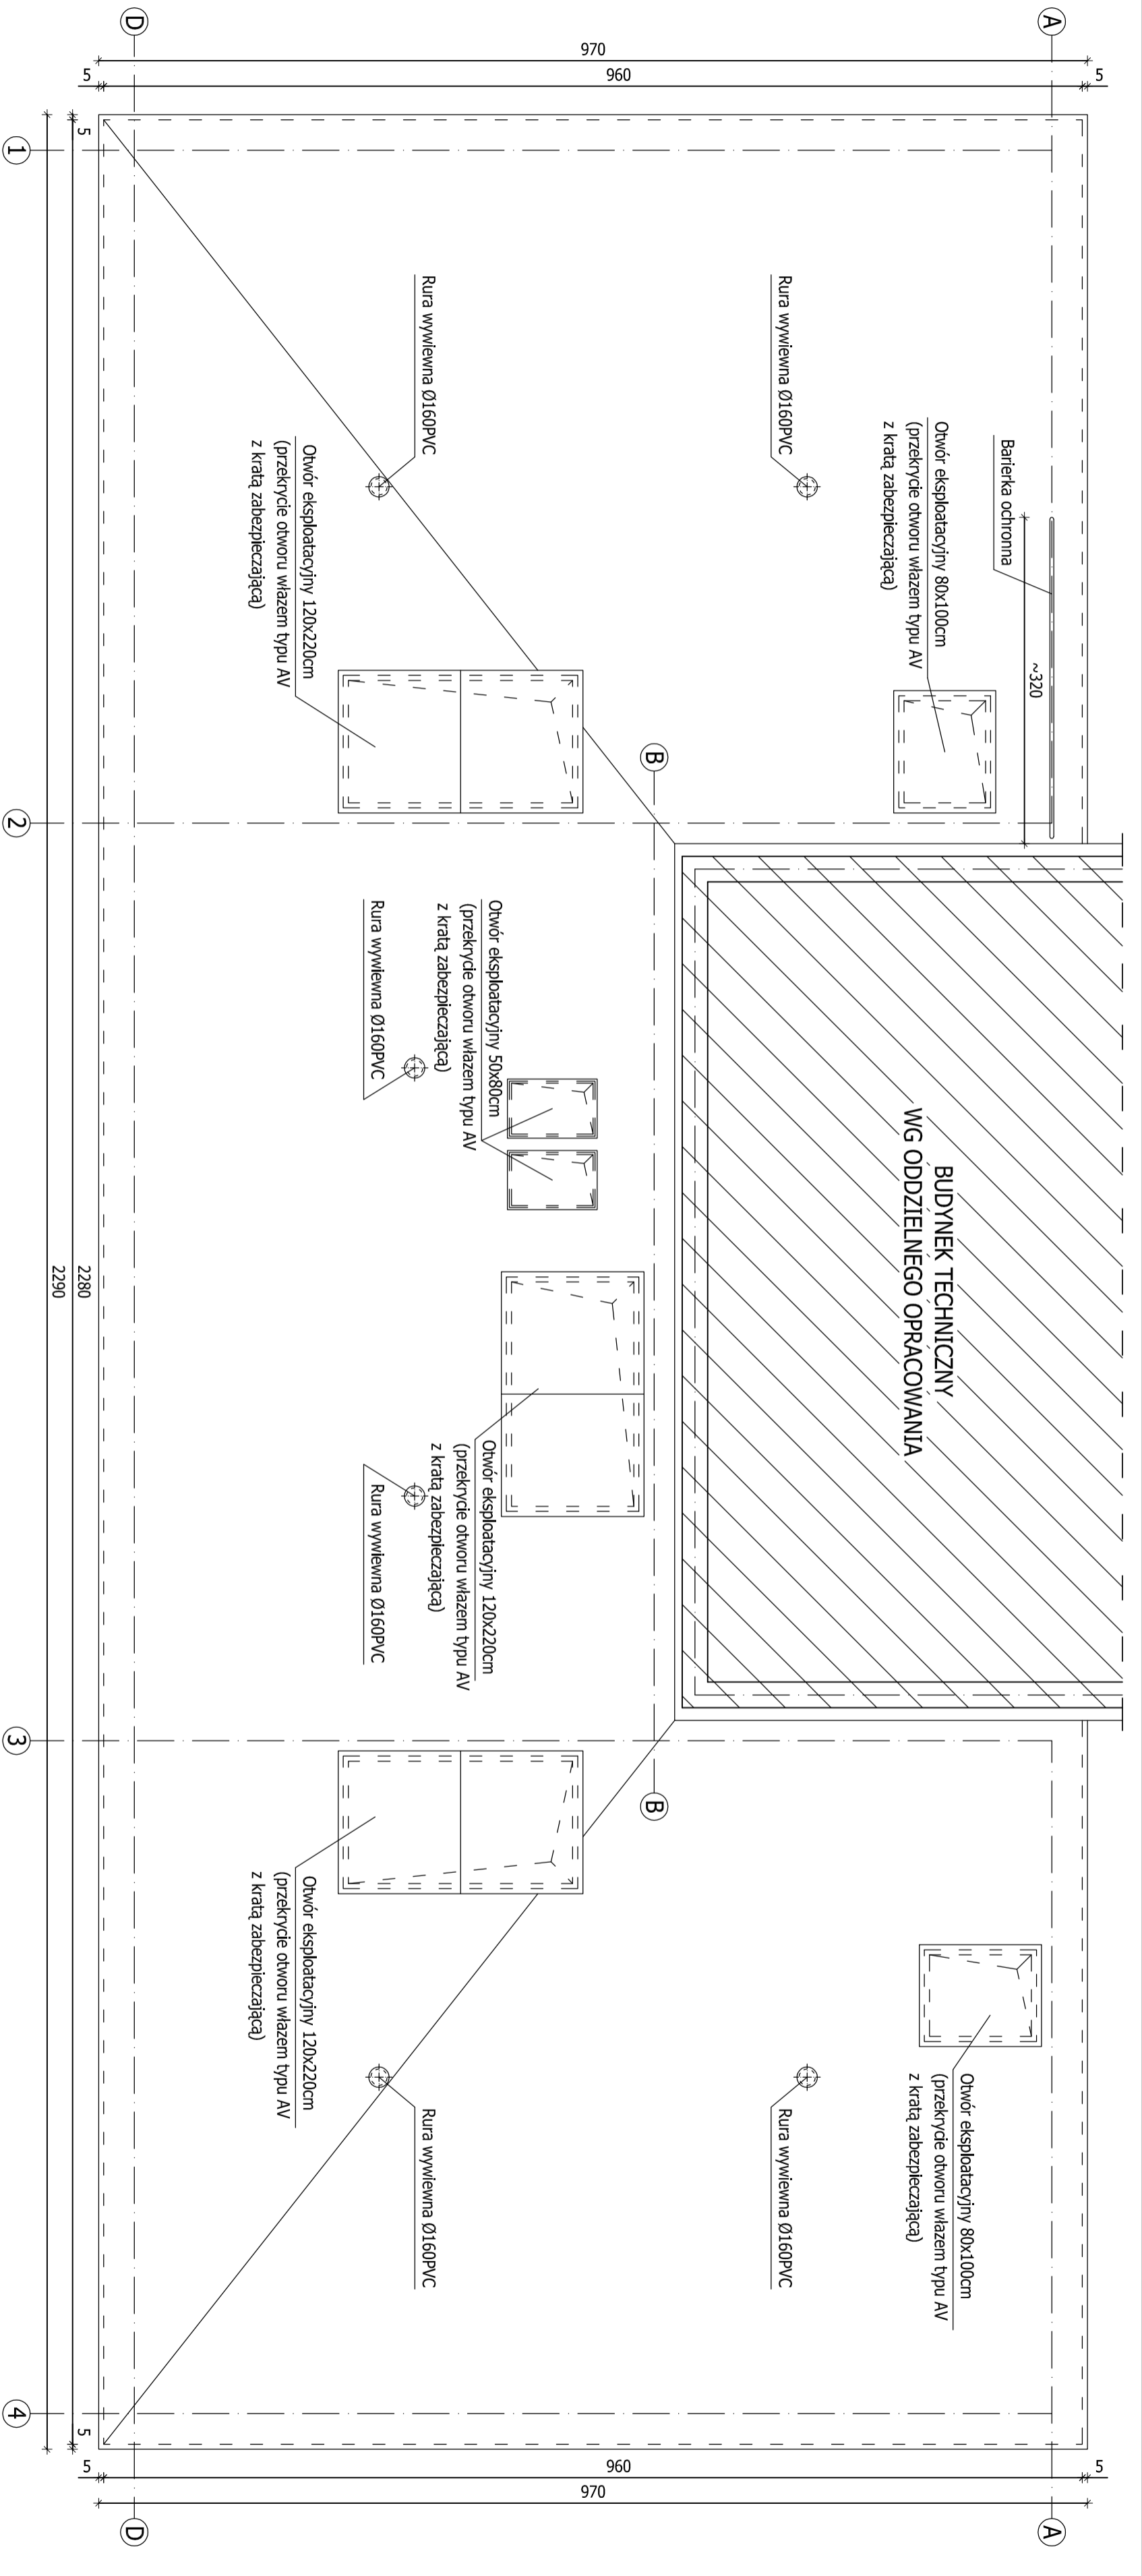 A
970
960
5
5
D
1
5
Barierka ochronna
~320
Otwór eksploatacyjny 80x100cm
(przekrycie otworu włazem typu AV
z kratą zabezpieczającą)
Rura wywiewna Ø160PVC
Rura wywiewna Ø160PVC
Otwór eksploatacyjny 120x220cm
(przekrycie otworu włazem typu AV
z kratą zabezpieczającą)
B
2
BUDYNEK TECHNICZNY
WG ODDZIELNEGO OPRACOWANIA
Otwór eksploatacyjny 50x80cm
(przekrycie otworu włazem typu AV
z kratą zabezpieczającą)
Rura wywiewna Ø160PVC
2280
2290
Otwór eksploatacyjny 120x220cm
(przekrycie otworu włazem typu AV
z kratą zabezpieczającą)
Rura wywiewna Ø160PVC
B
3
Otwór eksploatacyjny 120x220cm
(przekrycie otworu włazem typu AV
z kratą zabezpieczającą)
Otwór eksploatacyjny 80x100cm
(przekrycie otworu włazem typu AV
z kratą zabezpieczającą)
Rura wywiewna Ø160PVC
Rura wywiewna Ø160PVC
4
5
5
960
5
970
A
D